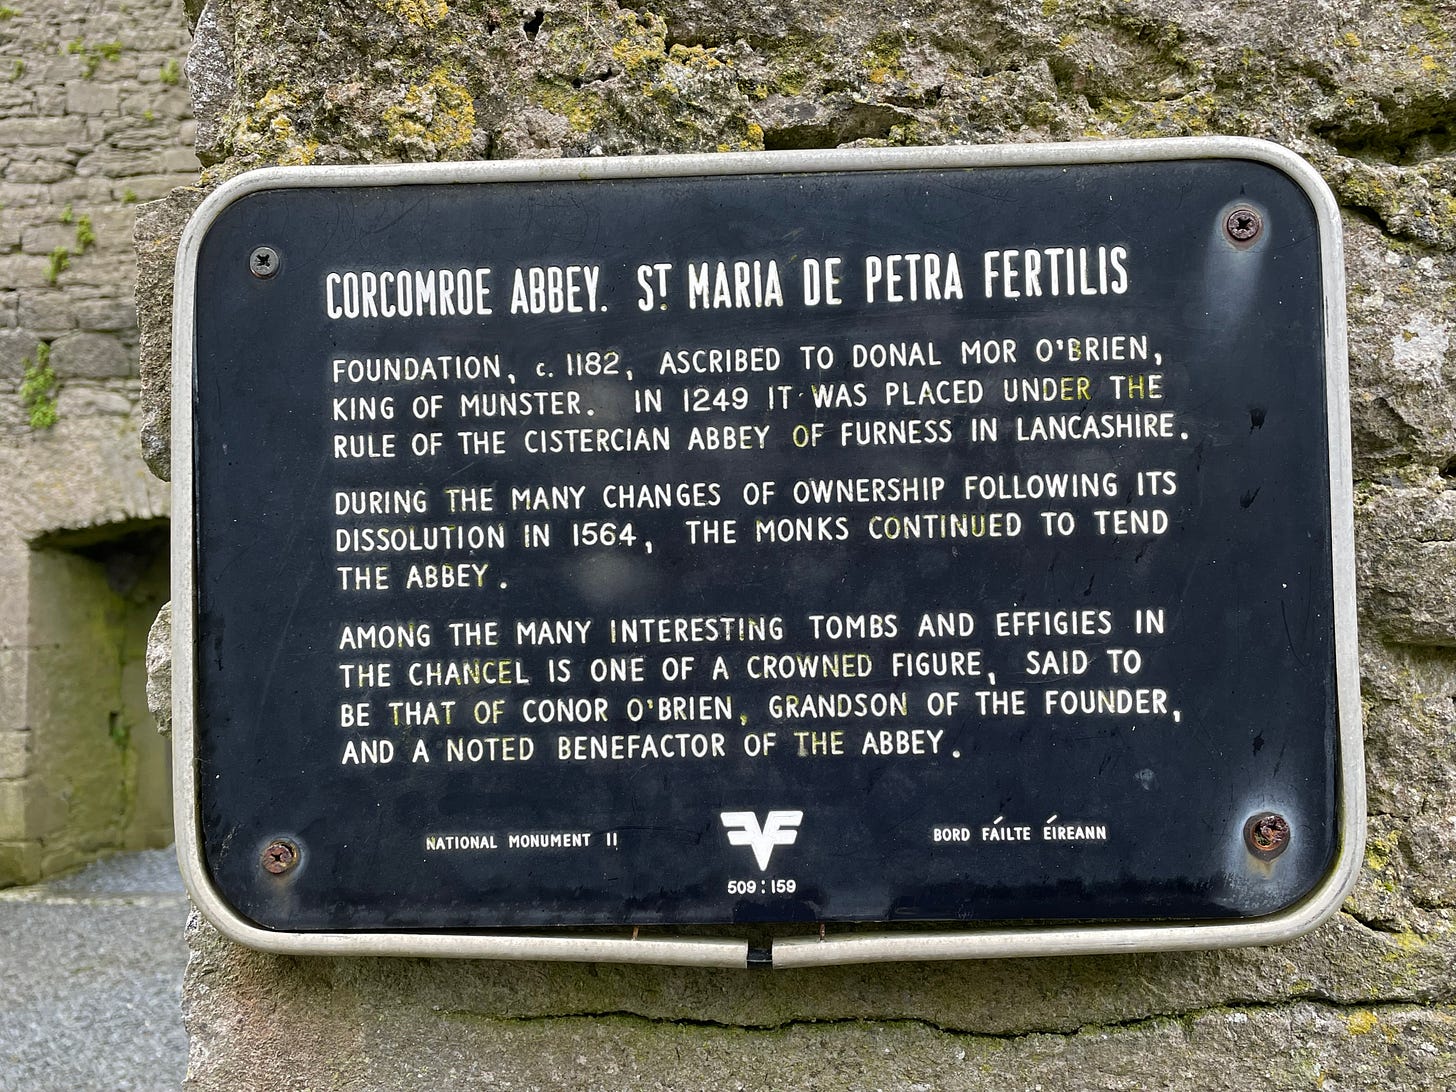 CORCOMROE ABBEY. ST MARIA DE PETRA FERTILIS
FOUNDATION, c. 1182, ASCRIBED TO DONAL MOR O'BRIEN,
KING OF MUNSTER. IN 1249 IT WAS PLACED UNDER THE
RULE OF THE CISTERCIAN ABBEY OF FURNESS IN LANCASHIRE.
DURING THE MANY CHANGES OF OWNERSHIP FOLLOWING ITS
DISSOLUTION IN 1564, THE MONKS CONTINUED TO TEND
THE ABBEY.
AMONG THE MANY INTERESTING TOMBS AND EFFIGIES IN
THE CHANCEL IS ONE OF A CROWNED FIGURE, SAID TO
BE THAT OF CONOR O'BRIEN, GRANDSON OF THE FOUNDER,
AND A NOTED BENEFACTOR OF THE ABBEY.
NATIONAL MONUMENT 11
BORD FÁILTE ÉIREANN
509:159